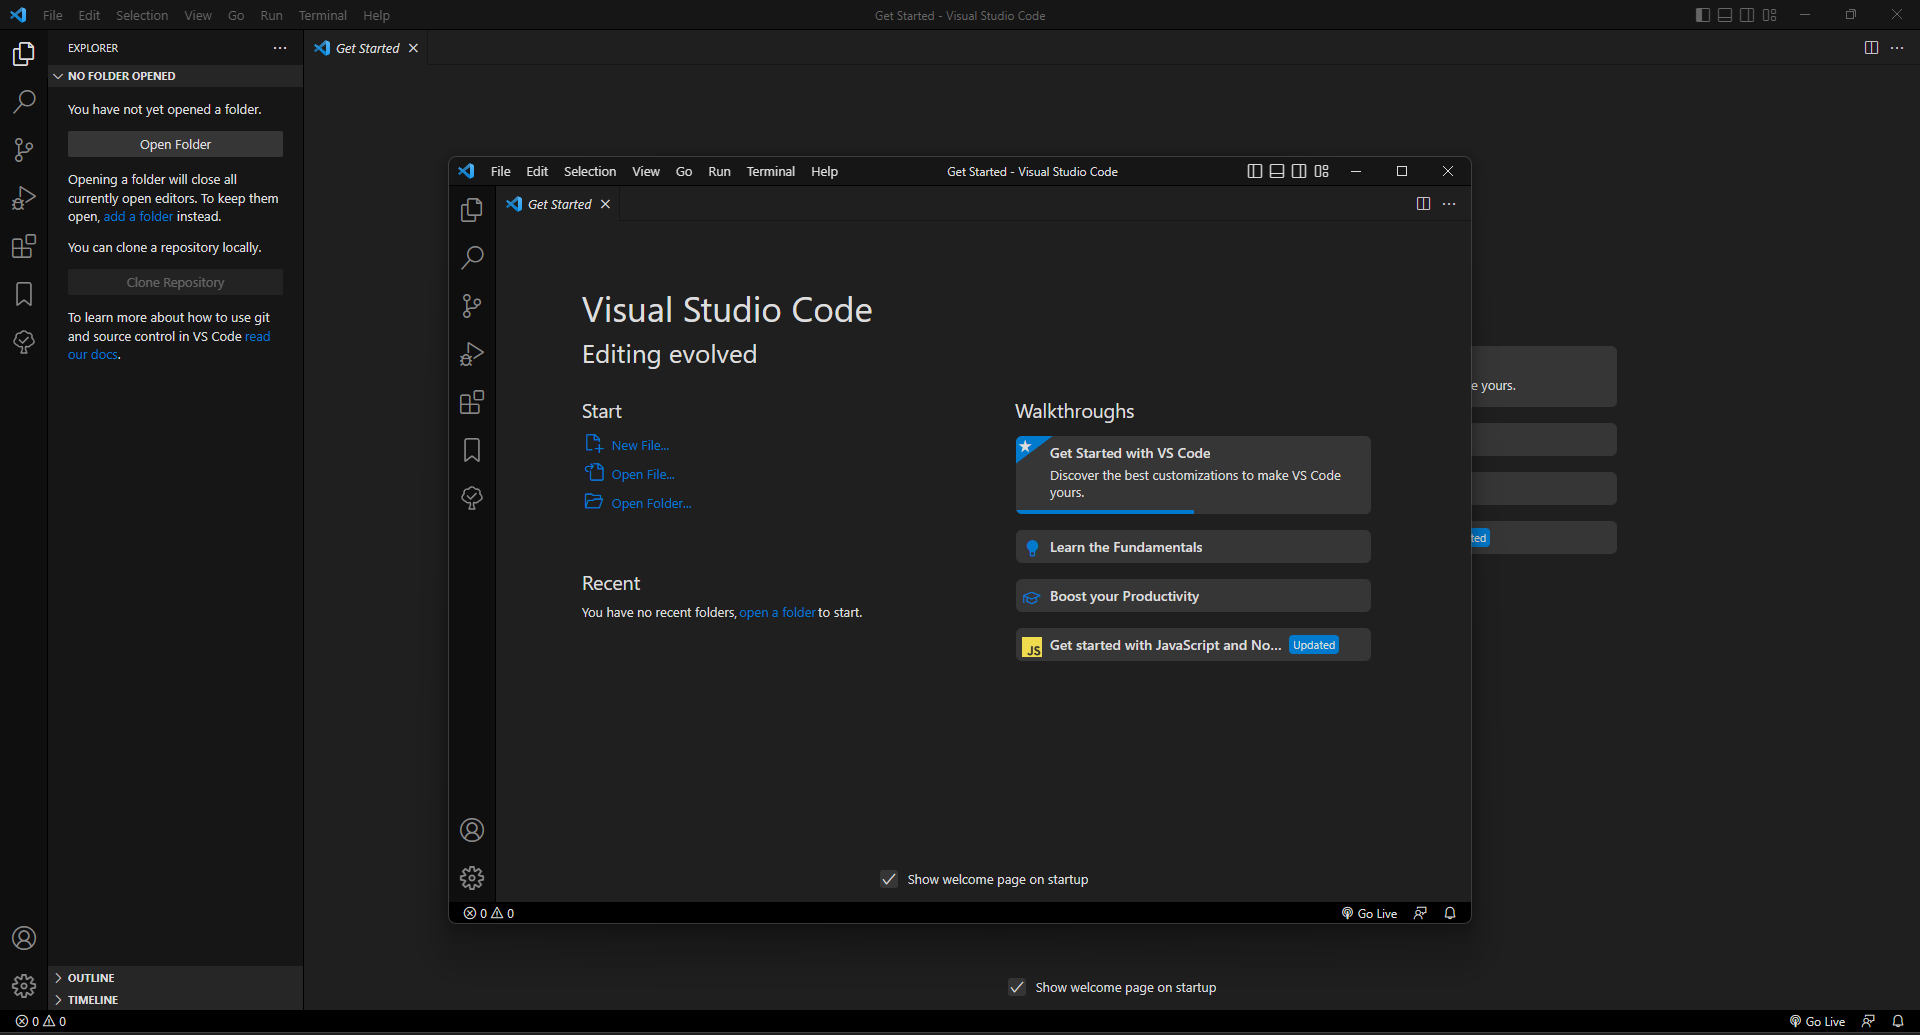 File Edit Selection View Go Run Terminal Help
Get Started - Visual Studio Code
EXPLORER
NO FOLDER OPENED
You have not yet opened a folder.
Open Folder
Opening a folder will close all
currently open editors. To keep them
open, add a folder instead.
You can clone a repository locally.
Clone Repository
To learn more about how to use git
and source control in VS Code read
our docs.
OUTLINE
TIMELINE
Get Started
File Edit Selection View Go Run Terminal Help
Get Started - Visual Studio Code
Get Started
Visual Studio Code
Editing evolved
Start
New File...
Open File...
Open Folder...
Recent
You have no recent folders, open a folder to start.
Walkthroughs
Get Started with VS Code
Discover the best customizations to make VS Code
yours.
Learn the Fundamentals
Boost your Productivity
JS Get started with JavaScript and No... Updated
Show welcome page on startup
0 0
Go Live
e yours.
ted
Show welcome page on startup
0 0
Go Live